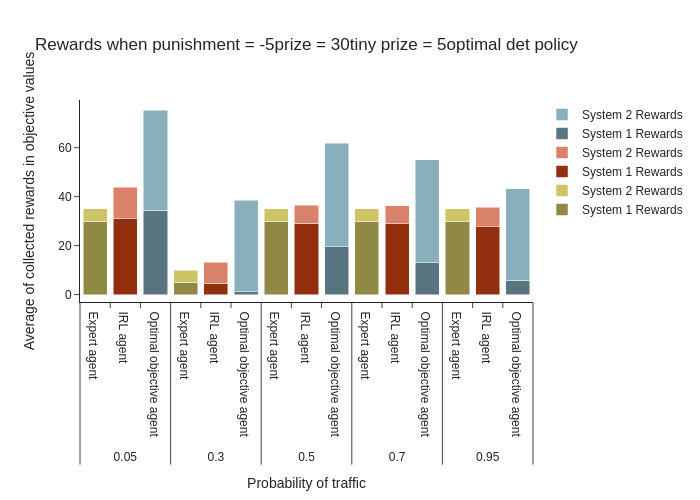 Rewards when punishment = -5prize = 30tiny prize = 5optimal det policy
Average of collected rewards in objective values
60
40
20
0
System 2 Rewards
System 1 Rewards
System 2 Rewards
System 1 Rewards
System 2 Rewards
System 1 Rewards
Expert agent
IRL agent
Optimal objective agent
Expert agent
IRL agent
Optimal objective agent
Expert agent
IRL agent
Optimal objective agent
Expert agent
IRL agent
Optimal objective agent
Expert agent
IRL agent
Optimal objective agent
0.05
0.3
0.5
0.7
0.95
Probability of traffic